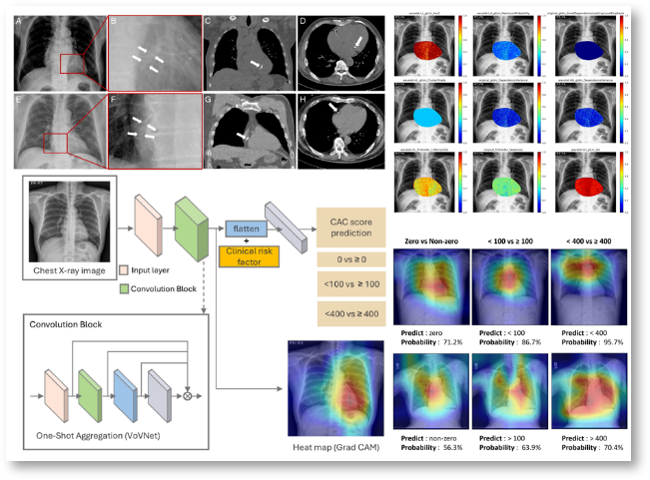 A
B
C
D
E
F
G
H
Chest X-ray image
Input layer
Convolution Block
flatten
+
Clinical risk
factor
CAC score
prediction
0 vs ≥ 0
<100 vs ≥ 100
<400 vs ≥ 400
Convolution Block
One-Shot Aggregation (VoVNet)
Heat map (Grad CAM)
Zero vs Non-zero
< 100 vs ≥ 100
< 400 vs ≥ 400
Predict : zero
Probability : 71.2%
Predict : < 100
Probability : 86.7%
Predict : < 400
Probability : 95.7%
Predict : non-zero
Probability : 56.3%
Predict : > 100
Probability : 63.9%
Predict : > 400
Probability : 70.4%